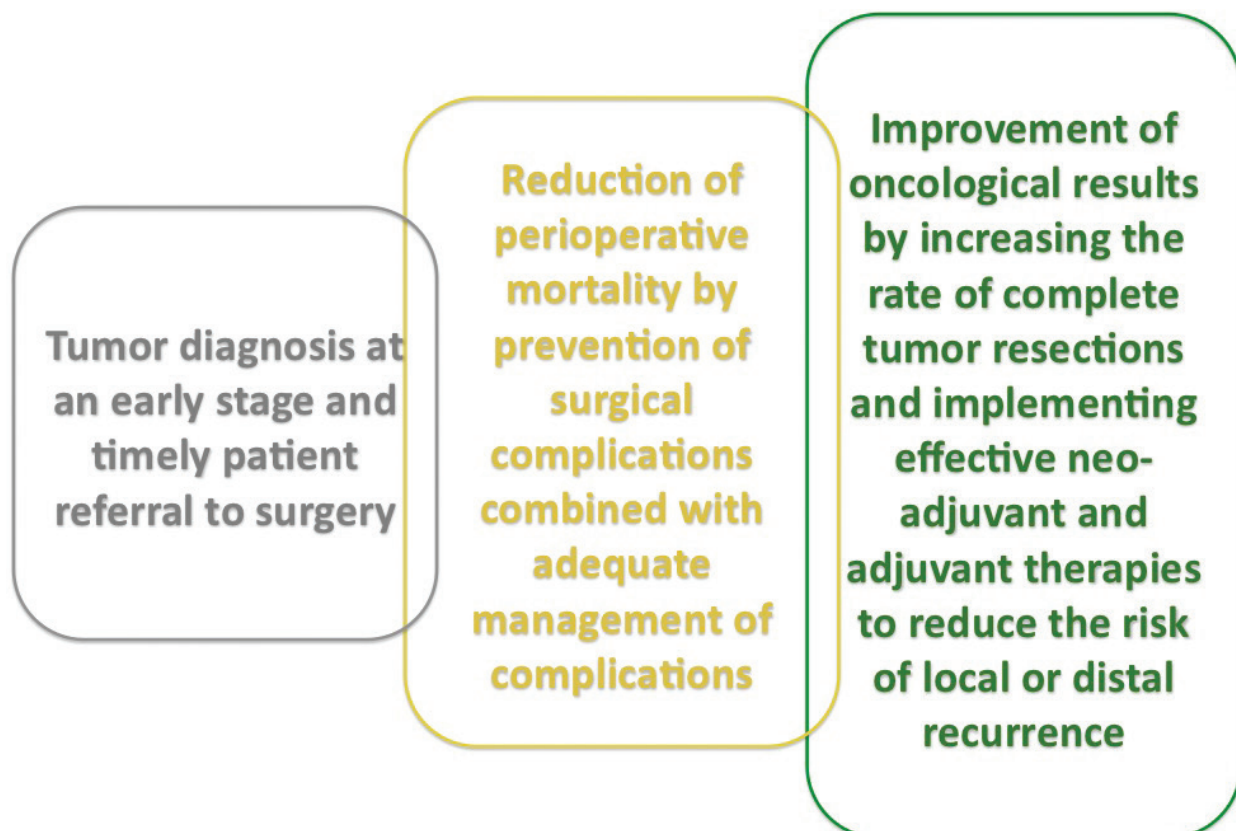 Tumor diagnosis at
an early stage and
timely patient
referral to surgery
Reduction of
perioperative
mortality by
prevention of
surgical
complications
combined with
adequate
management of
complications
Improvement of
oncological results
by increasing the
rate of complete
tumor resections
and implementing
effective neo-
adjuvant and
adjuvant therapies
to reduce the risk
of local or distal
recurrence